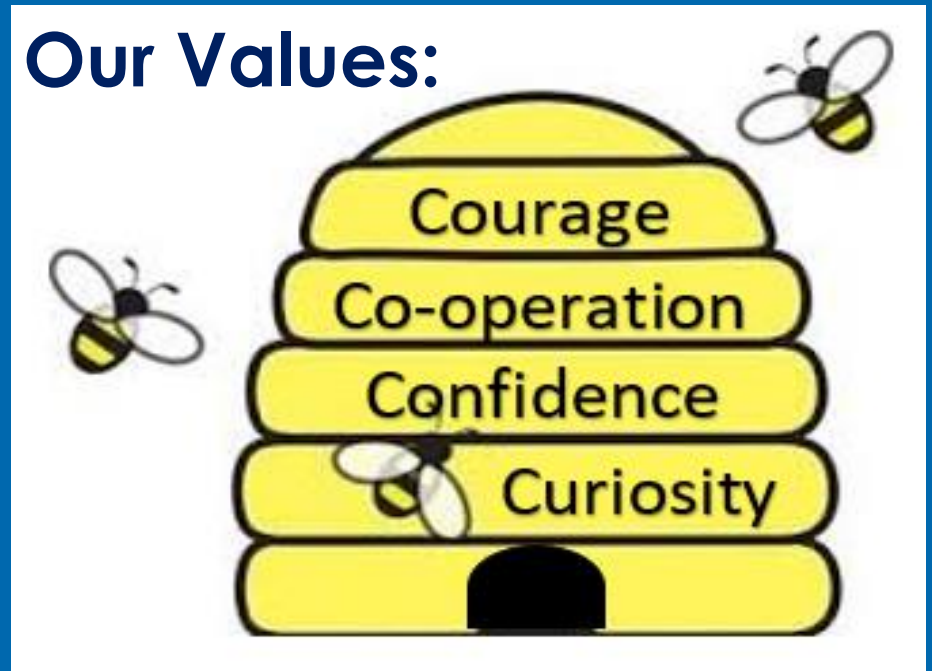 Our Values:
Courage
Co-operation
Confidence
Curiosity